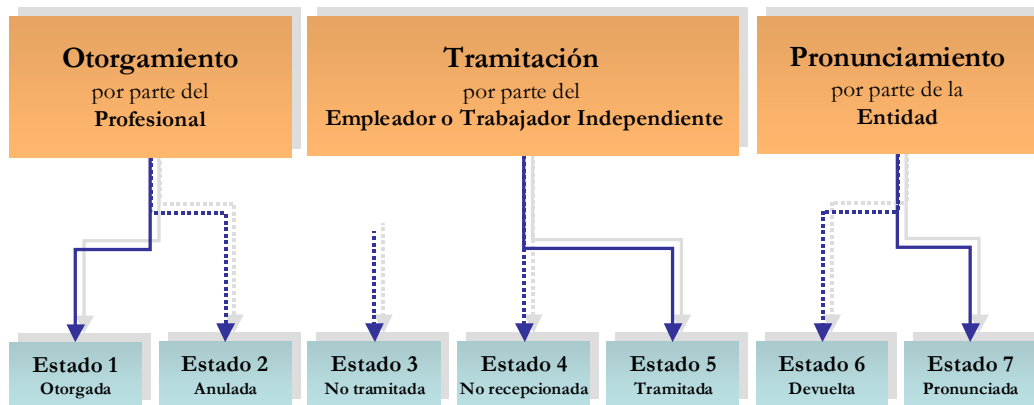 Otorgamiento
por parte del
Profesional
Tramitación
por parte del
Empleador o Trabajador Independiente
Pronunciamiento
por parte de la
Entidad
Estado 1
Otorgada
Estado 2
Anulada
Estado 3
No tramitada
Estado 4
No recepcionada
Estado 5
Tramitada
Estado 6
Devuelta
Estado 7
Pronunciada